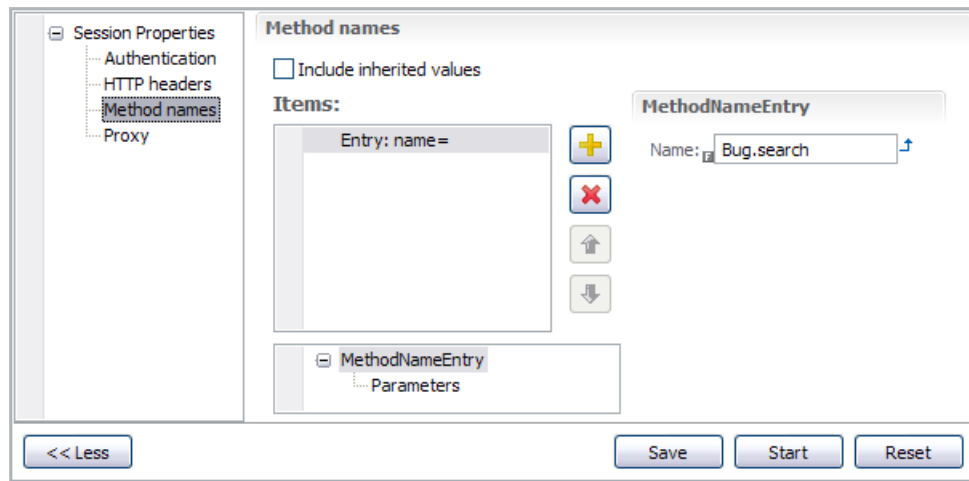 Session Properties
Authentication
HTTP headers
Method names
Proxy
Method names
Include inherited values
Items:
Entry: name=
MethodNameEntry
Parameters
MethodNameEntry
Name: F Bug.search
<< Less
Save
Start
Reset